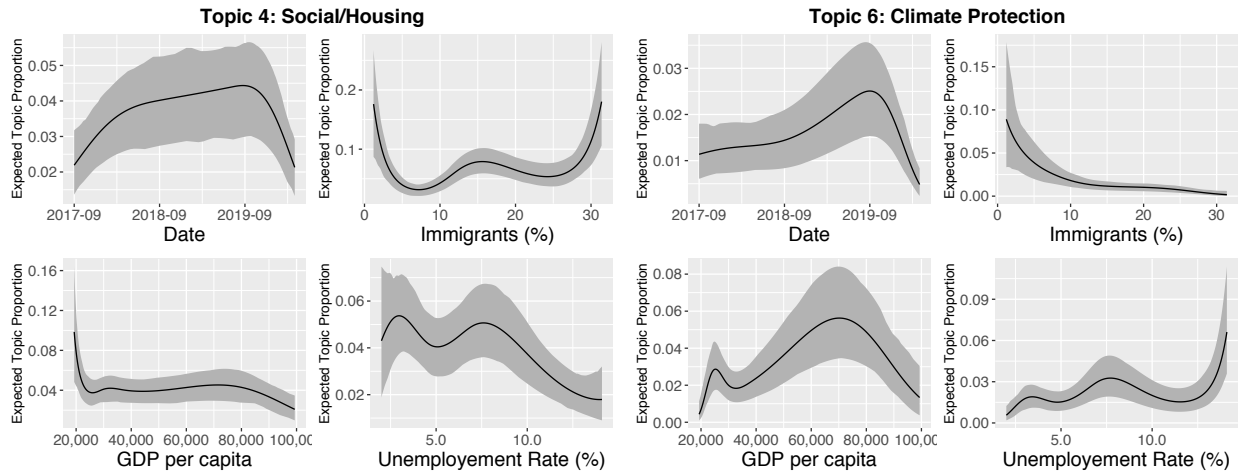 Topic 4: Social/Housing
Topic 6: Climate Protection
Expected Topic Proportion
0.05
0.04
0.03
0.02
2017-09 2018-09 2019-09
Date
Expected Topic Proportion
0.2
0.1
0 10 20 30
Immigrants (%)
Expected Topic Proportion
0.03
0.02
0.01
2017-09 2018-09 2019-09
Date
Expected Topic Proportion
0.15
0.10
0.05
0.00
0 10 20 30
Immigrants (%)
Expected Topic Proportion
0.16
0.12
0.08
0.04
20,000 40,000 60,000 80,000 100,00
GDP per capita
Expected Topic Proportion
0.06
0.04
0.02
5.0 10.0
Unemployement Rate (%)
Expected Topic Proportion
0.08
0.06
0.04
0.02
0.00
20,000 40,000 60,000 80,000 100,00
GDP per capita
Expected Topic Proportion
0.09
0.06
0.03
0.00
5.0 10.0
Unemployement Rate (%)